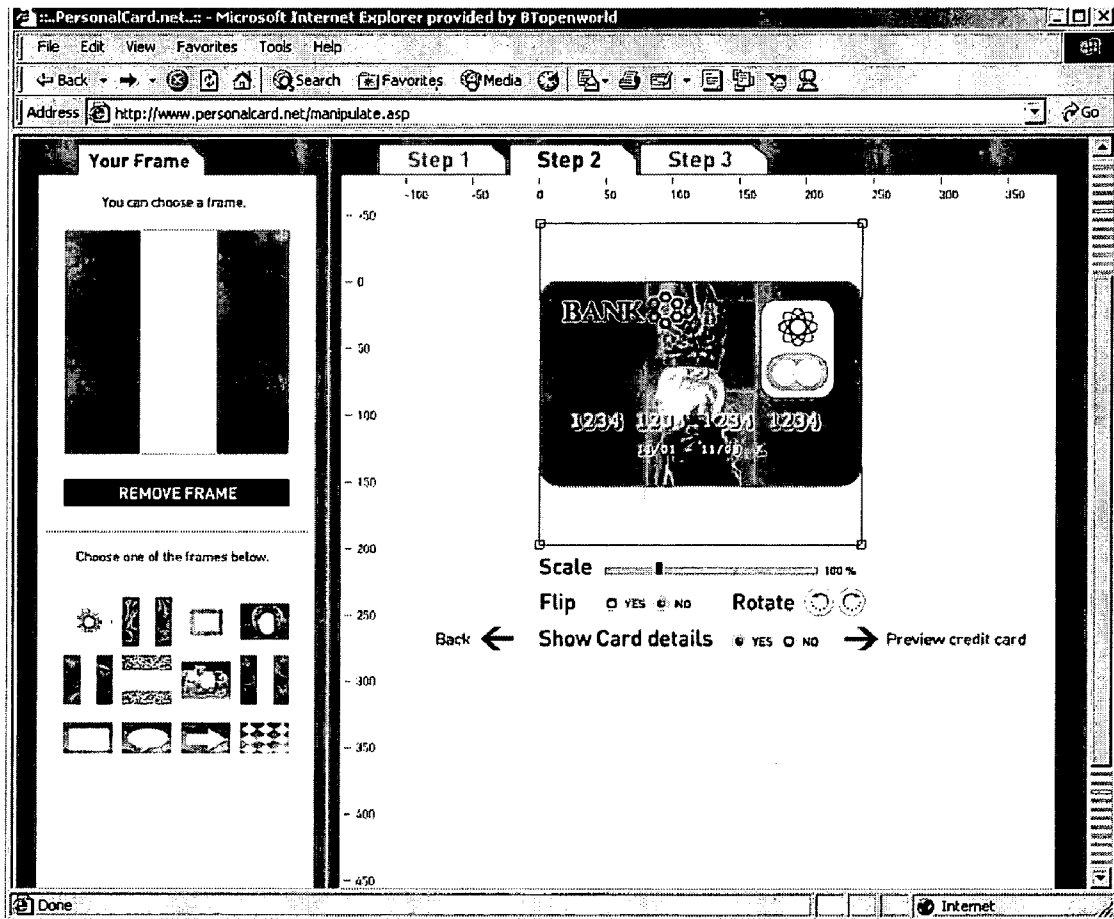 ::..PersonalCard.net..:: - Microsoft Internet Explorer provided by BTopenworld
File Edit View Favorites Tools Help
Back Search Favorites Media
Address http://www.personalcard.net/manipulate.asp Go
Your Frame
You can choose a frame.
REMOVE FRAME
Choose one of the frames below.
Step 1 Step 2 Step 3
-100 -50 0 50 100 150 200 250 300 350
-50
0
50
100
150
200
250
300
350
400
450
BANK
1234 1234 1234
Scale 100 %
Flip YES NO Rotate
Back Show Card details YES NO Preview credit card
Done Internet